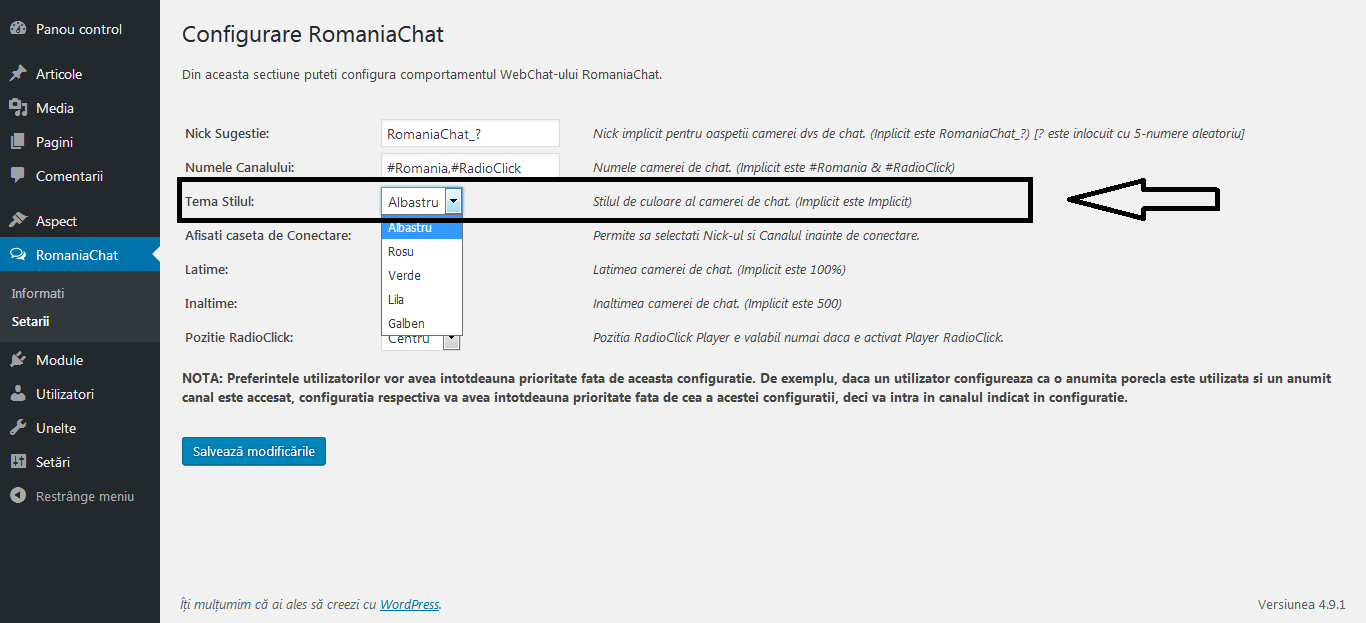 Panou control
Articole
Media
Pagini
Comentarii
Aspect
RomaniaChat
Informati
Setarii
Module
Utilizatori
Unelte
Setări
Restrânge meniu
Configurare RomaniaChat
Din aceasta sectiune puteti configura comportamentul WebChat-ului RomaniaChat.
Nick Sugestie: RomaniaChat_? Nick implicit pentru oaspetii camerei dvs de chat. (Inplicit este RomaniaChat_?) [? este inlocuit cu 5-numere aleatoriu]
Numele Canalului: #Romania,#RadioClick Numele camerei de chat. (Implicit este #Romania & #RadioClick)
Tema Stilul: Albastru Stilul de culoare al camerei de chat. (Implicit este Implicit)
Albastru
Afisati caseta de Conectare: Permite sa selectati Nick-ul si Canalul inainte de conectare.
Rosu
Latime: Latimea camerei de chat. (Implicit este 100%)
Verde
Lila
Inaltime: Inaltimea camerei de chat. (Implicit este 500)
Galben
Pozitie RadioClick: Centru Pozitia RadioClick Player e valabil numai daca e activat Player RadioClick.
NOTA: Preferintele utilizatorilor vor avea intotdeauna prioritate fata de aceasta configuratie. De exemplu, daca un utilizator configureaza ca o anumita porecla este utilizata si un anumit
canal este accesat, configuratia respectiva va avea intotdeauna prioritate fata de cea a acestei configuratii, deci va intra in canalul indicat in configuratie.
Salvează modificările
Îți mulțumim că ai ales să creezi cu WordPress.
Versiunea 4.9.1